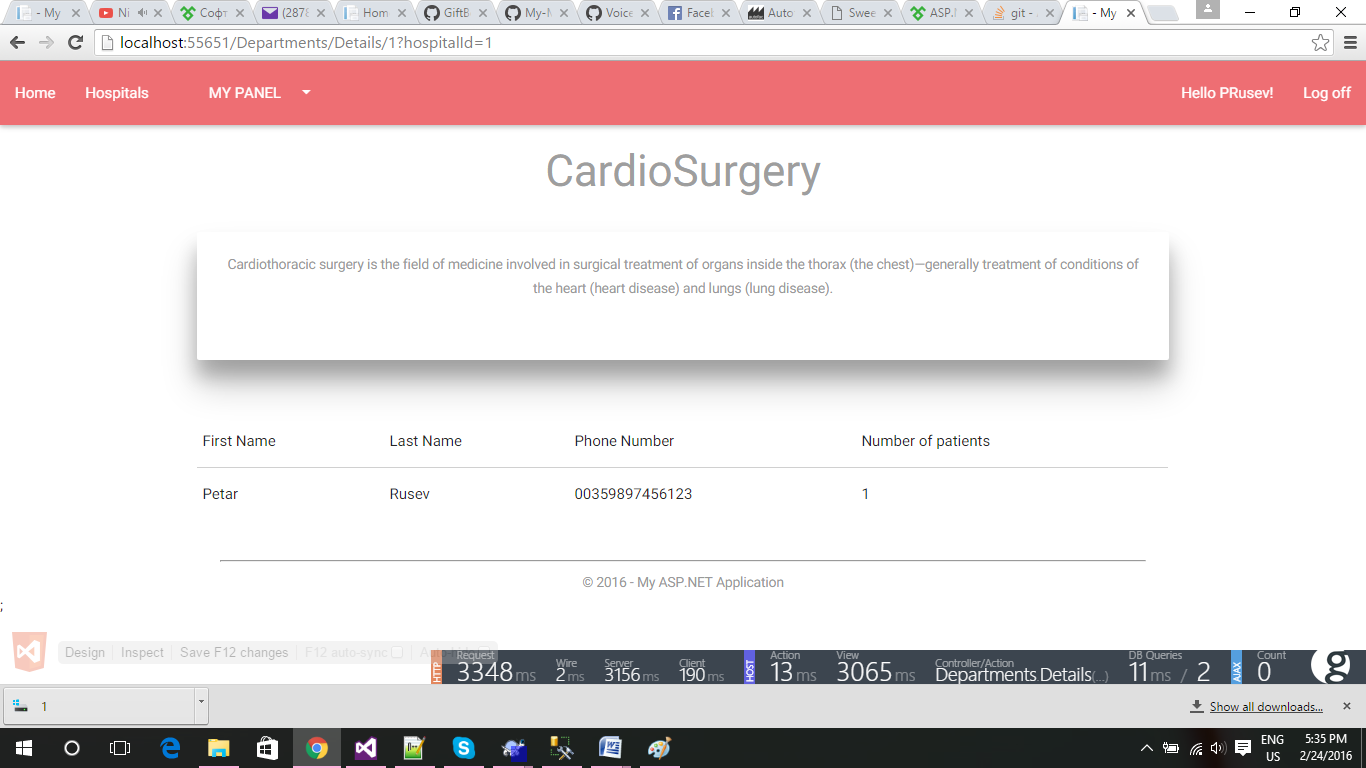 - My
Ni
Софт
(287
Hom
GiftB
My-
Voice
Facel
Auto
Swee
ASP.
git -
- My
localhost:55651/Departments/Details/1?hospitalId=1
Home Hospitals MY PANEL Hello PRusev! Log off
CardioSurgery
Cardiothoracic surgery is the field of medicine involved in surgical treatment of organs inside the thorax (the chest)—generally treatment of conditions of
the heart (heart disease) and lungs (lung disease).
First Name Last Name Phone Number Number of patients
Petar Rusev 00359897456123 1
© 2016 - My ASP.NET Application
;
Design Inspect Save F12 changes F12 auto-sync
HTTP Request 3348 ms Wire 2 ms Server 3156 ms Client 190 ms HOST Action 13 ms View 3065 ms Controller/Action Departments Details(...) DB Queries 11 ms / 2 AJAX Count 0
1 Show all downloads...
ENG 5:35 PM
US 2/24/2016